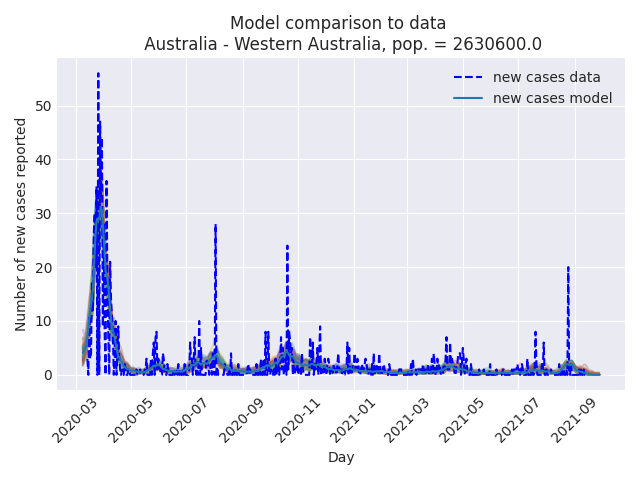 Model comparison to data
Australia - Western Australia, pop. = 2630600.0
new cases data
new cases model
Number of new cases reported
50
40
30
20
10
0
2020-03
2020-05
2020-07
2020-09
2020-11
2021-01
2021-03
2021-05
2021-07
2021-09
Day